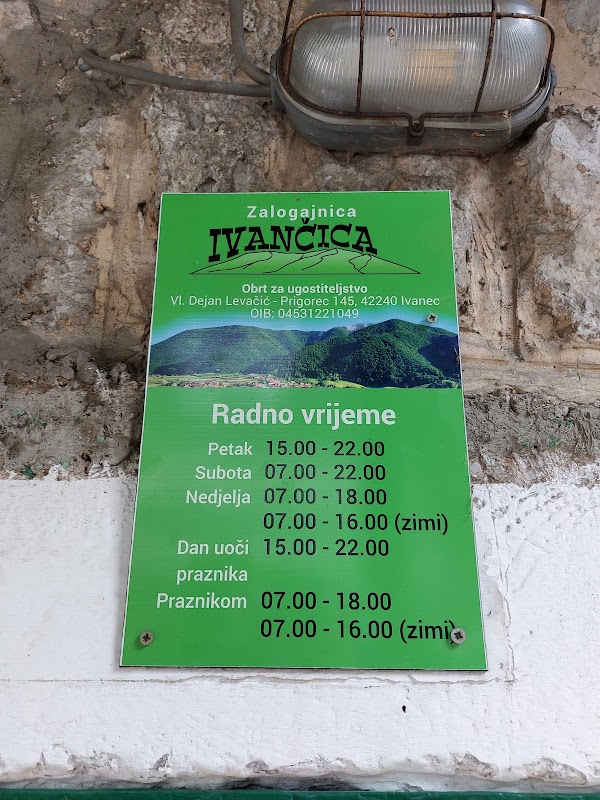 Zalogajnica
IVANČICA
Obrt za ugostiteljstvo
Vl. Dejan Levačić - Prigorec 145, 42240 Ivanec
OIB: 04531221049
Radno vrijeme
Petak 15.00 - 22.00
Subota 07.00 - 22.00
Nedjelja 07.00 - 18.00
07.00 - 16.00 (zimi)
Dan uoči 15.00 - 22.00
praznika
Praznikom 07.00 - 18.00
07.00 - 16.00 (zimi)